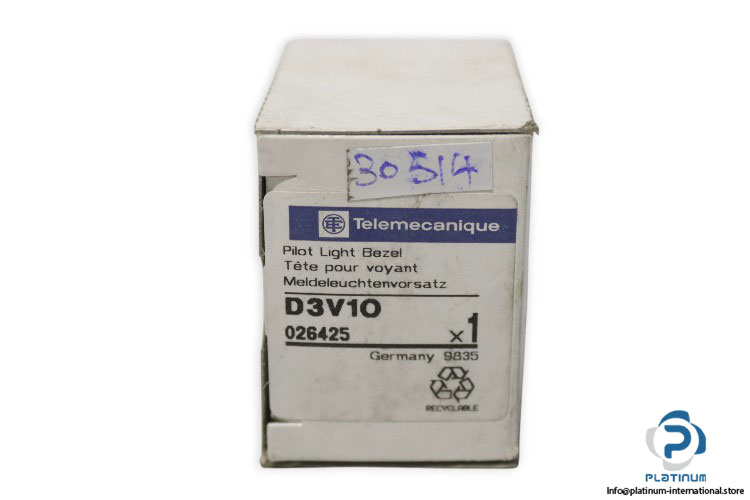 30514
Telemecanique
Pilot Light Bezel
Tête pour voyant
Meldeleuchtenvorsatz
D3V10
026425 x1
Germany 9835
RECYCLABLE
PLATINUM
Info@platinum-international.store